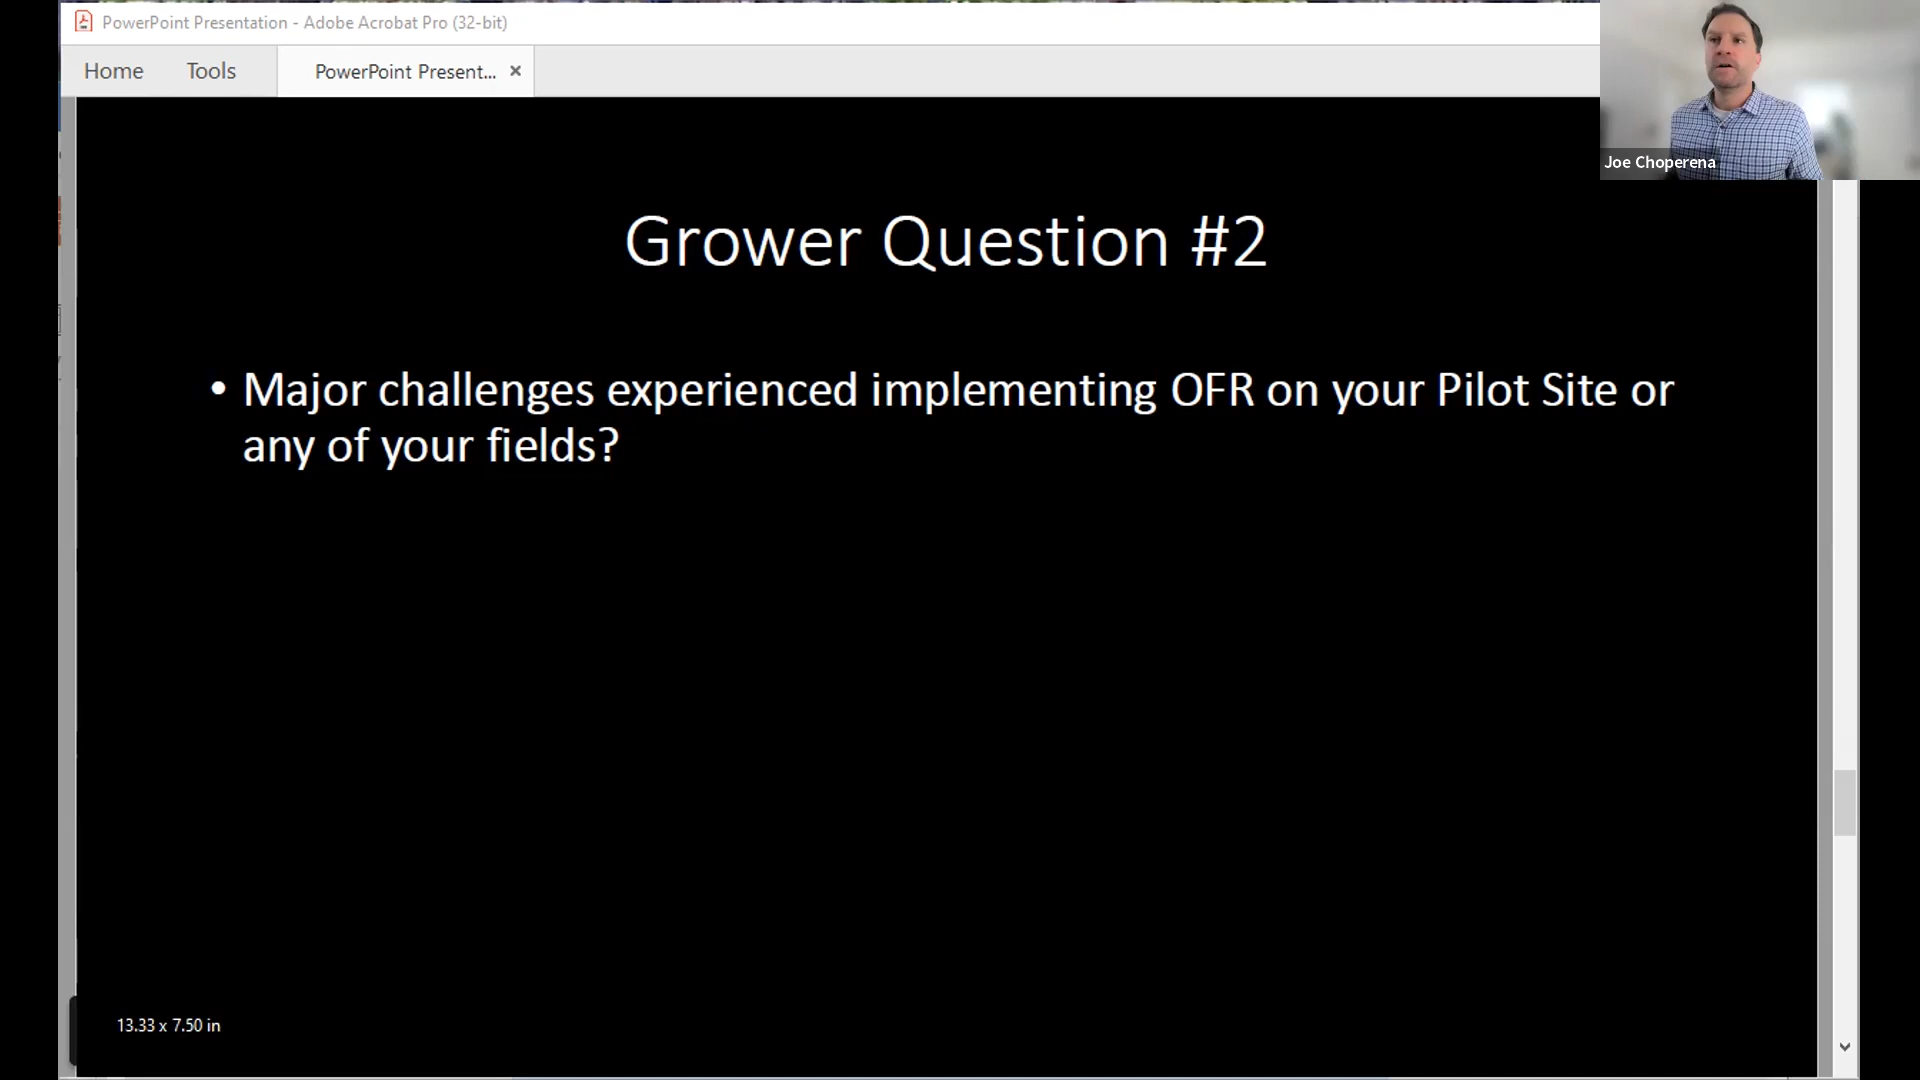 PowerPoint Presentation - Adobe Acrobat Pro (32-bit)
Home Tools PowerPoint Present... ×
Joe Choperena
Grower Question #2
• Major challenges experienced implementing OFR on your Pilot Site or
any of your fields?
13.33 x 7.50 in